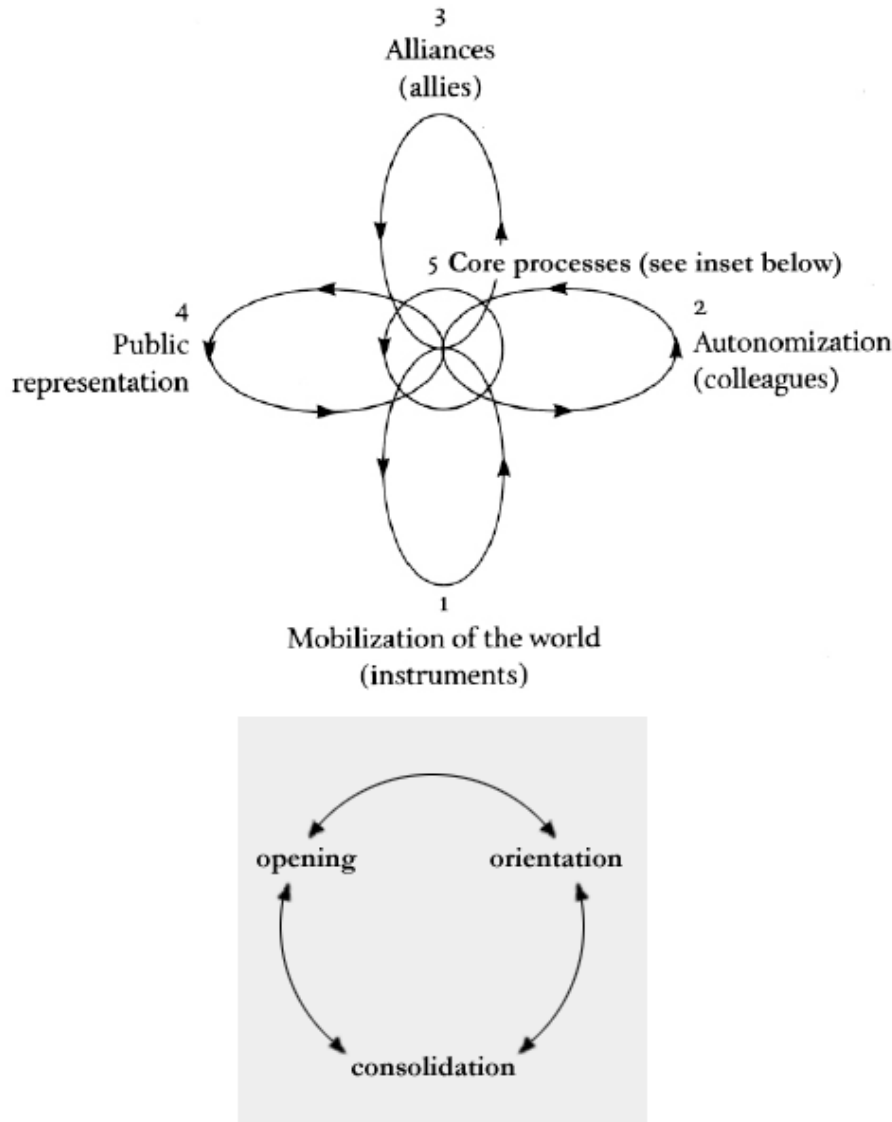 3
Alliances
(allies)
5 Core processes (see inset below)
4
Public
representation
2
Autonomization
(colleagues)
1
Mobilization of the world
(instruments)
opening
orientation
consolidation